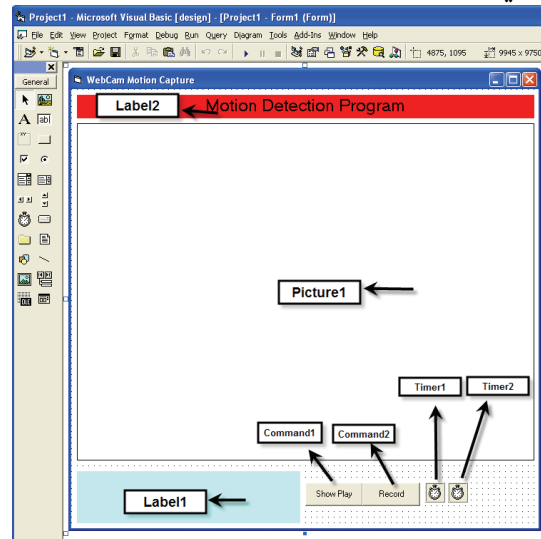 Project1 - Microsoft Visual Basic [design] - [Project1 - Form1 (Form)]
File Edit View Project Format Debug Run Query Diagram Tools Add-Ins Window Help
4875, 1095 9945 x 9750
General
WebCam Motion Capture
Label2 Motion Detection Program
A ab|
Picture1
Timer1 Timer2
Command1 Command2
Show Play Record
Label1